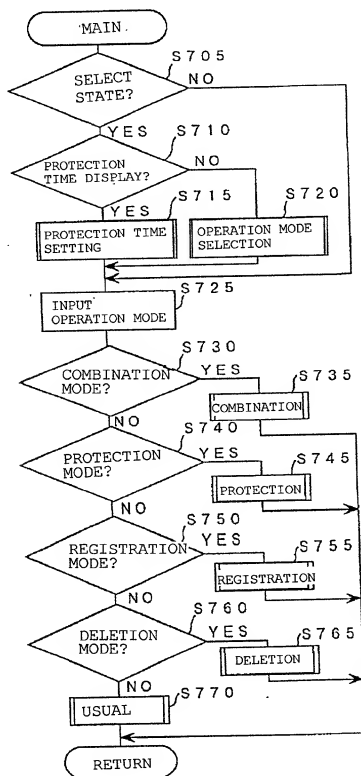 MAIN
S705
SELECT
STATE?
NO
YES
S710
PROTECTION
TIME DISPLAY?
NO
YES
S715
PROTECTION TIME
SETTING
S720
OPERATION MODE
SELECTION
S725
INPUT
OPERATION MODE
S730
COMBINATION
MODE?
YES
S735
COMBINATION
NO
S740
PROTECTION
MODE?
YES
S745
PROTECTION
NO
S750
REGISTRATION
MODE?
YES
S755
REGISTRATION
NO
S760
DELETION
MODE?
YES
S765
DELETION
NO
S770
USUAL
RETURN